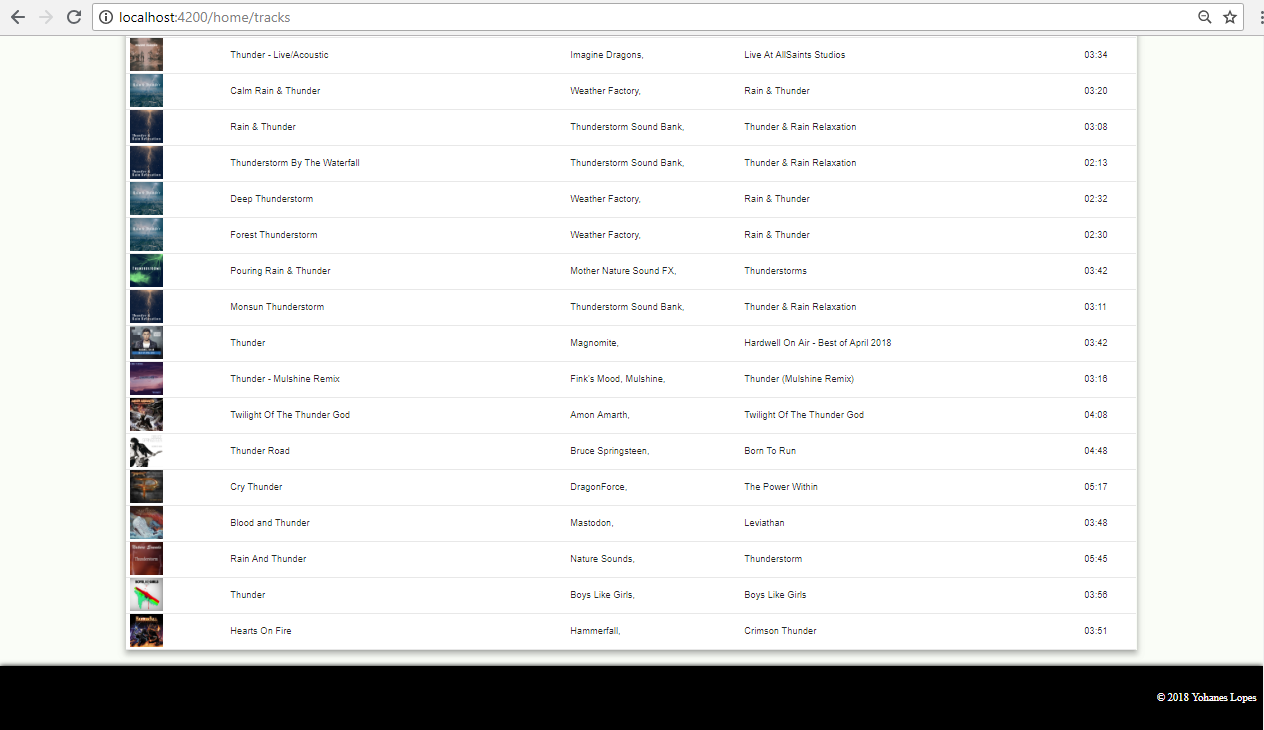 localhost:4200/home/tracks
Thunder - Live/Acoustic Imagine Dragons, Live At AllSaints Studios 03:34
Calm Rain & Thunder Weather Factory, Rain & Thunder 03:20
Rain & Thunder Thunderstorm Sound Bank, Thunder & Rain Relaxation 03:08
Thunderstorm By The Waterfall Thunderstorm Sound Bank, Thunder & Rain Relaxation 02:13
Deep Thunderstorm Weather Factory, Rain & Thunder 02:32
Forest Thunderstorm Weather Factory, Rain & Thunder 02:30
Pouring Rain & Thunder Mother Nature Sound FX, Thunderstorms 03:42
Monsun Thunderstorm Thunderstorm Sound Bank, Thunder & Rain Relaxation 03:11
Thunder Magnomite, Hardwell On Air - Best of April 2018 03:42
Thunder - Mulshine Remix Fink's Mood, Mulshine, Thunder (Mulshine Remix) 03:16
Twilight Of The Thunder God Amon Amarth, Twilight Of The Thunder God 04:08
Thunder Road Bruce Springsteen, Born To Run 04:48
Cry Thunder DragonForce, The Power Within 05:17
Blood and Thunder Mastodon, Leviathan 03:48
Rain And Thunder Nature Sounds, Thunderstorm 05:45
Thunder Boys Like Girls, Boys Like Girls 03:56
Hearts On Fire Hammerfall, Crimson Thunder 03:51
© 2018 Yohanes Lopes